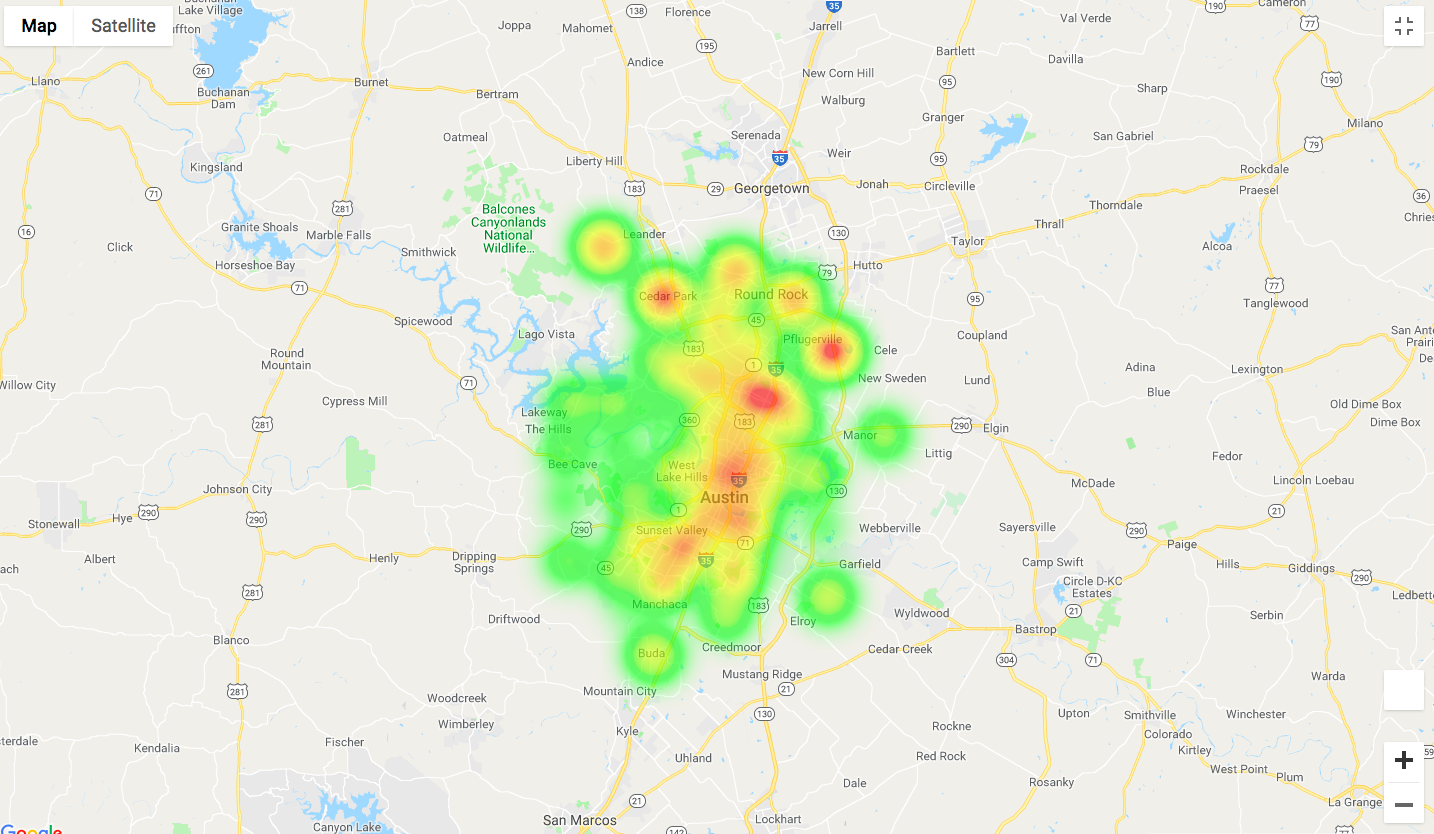 Map
Satellite
Lake Village
Joppa
Mahomet
138
Florence
35
Jarrell
Val Verde
190
Cameron
77
195
Andice
Bartlett
Davilla
261
Llano
Buchanan
Dam
Burnet
Bertram
New Corn Hill
95
Sharp
190
Walburg
Granger
Milano
Oatmeal
Serenada
San Gabriel
79
Kingsland
Liberty Hill
35
Weir
95
Rockdale
71
183
29
Georgetown
Jonah
Circleville
Praesel
36
281
Balcones
Canyonlands
National
Wildlife...
Thorndale
16
Granite Shoals
Marble Falls
Leander
130
Thrall
Click
Smithwick
Taylor
Alcoa
Horseshoe Bay
79
Hutto
71
Cedar Park
Round Rock
95
77
Tanglewood
Spicewood
Lago Vista
45
Coupland
Pflugerville
183
Cele
Round
Mountain
1
35
Adina
Lexington
Willow City
71
New Sweden
Lund
Blue
Cypress Mill
Lakeway
Old Dime Box
281
360
183
290
Elgin
Dime Box
The Hills
Manor
Littig
Fedor
Bee Cave
West
Lake Hills
35
McDade
Lincoln Loebau
Johnson City
130
Austin
Stonewall
Hye
290
290
1
21
290
Sunset Valley
Webberville
Sayersville
290
Paige
Albert
Henly
Dripping
Springs
71
35
Garfield
Camp Swift
Hills
Giddings
45
290
Circle D-KC
Estates
281
Manchaca
183
21
Wyldwood
Serbin
Driftwood
Elroy
Bastrop
Blanco
Creedmoor
Cedar Creek
Buda
304
71
Mustang Ridge
Warda
281
Mountain City
21
Woodcreek
130
Upton
Smithville
Winchester
Wimberley
Kyle
Rockne
Colorado
Kendalia
Fischer
Kirtley
Uhland
Red Rock
West Point
Plum
Dale
Rosanky
21
La Grange
San Marcos
Lockhart
Canyon Lake
142
77
Google